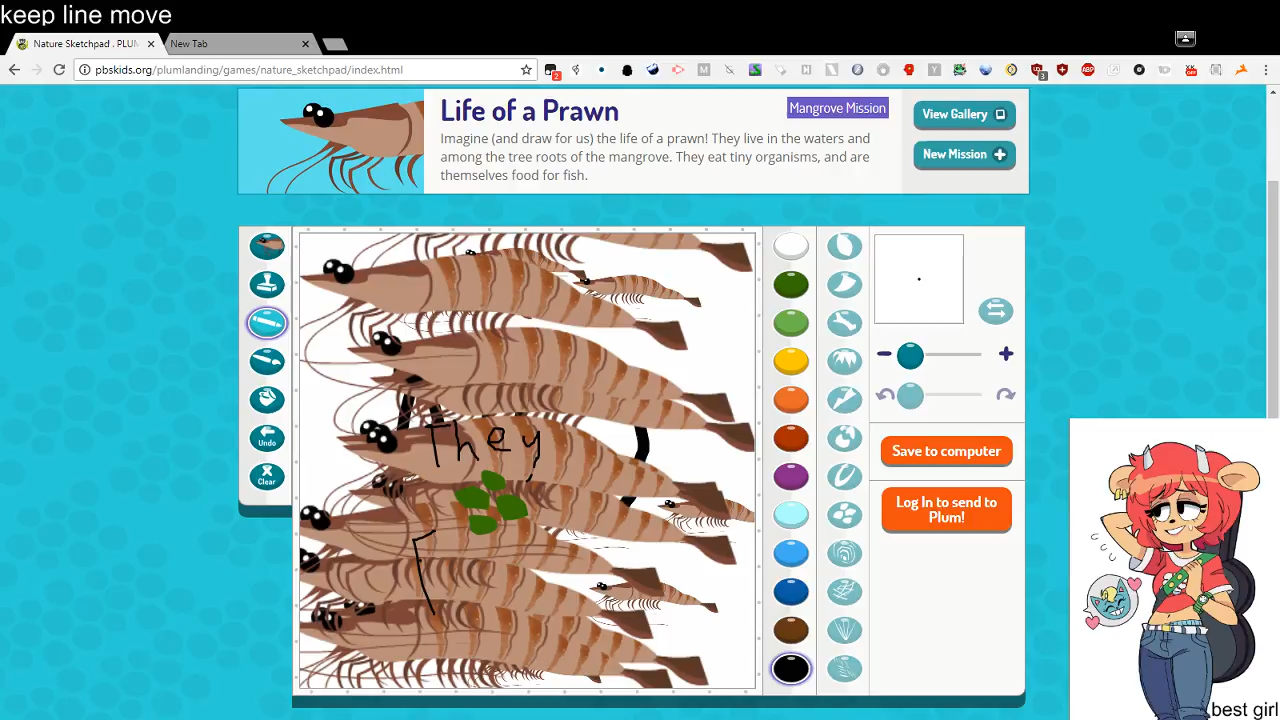 keep line move
Nature Sketchpad . PLUM
New Tab
pbskids.org/plumlanding/games/nature_sketchpad/index.html
2
3
ABP
Life of a Prawn
Mangrove Mission
Imagine (and draw for us) the life of a prawn! They live in the waters and
among the tree roots of the mangrove. They eat tiny organisms, and are
themselves food for fish.
View Gallery
New Mission
They
Undo
Clear
Save to computer
Log In to send to
Plum!
best girl